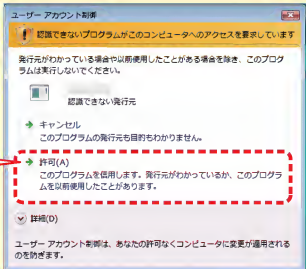 ユーザー アカウント制御
認識できないプログラムがこのコンピュータへのアクセスを要求しています
発行元がわかっている場合や以前使用したことがある場合を除き、このプログ
ラムは実行しないでください。
認識できない発行元
キャンセル
このプログラムの発行元も目的もわかりません。
許可(A)
このプログラムを信用します。発行元がわかっているか、このプログラ
ムを以前使用したことがあります。
詳細(D)
ユーザー アカウント制御は、あなたの許可なくコンピュータに変更が適用される
のを防ぎます。